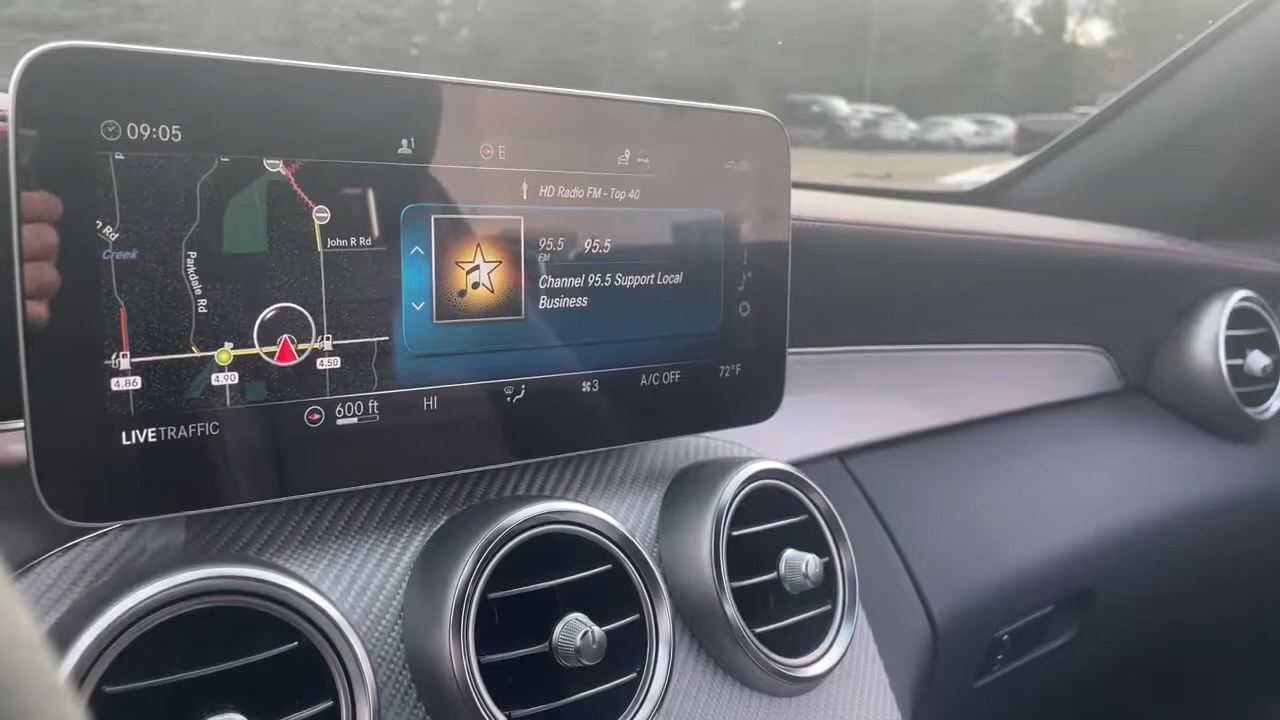 09:05
1
E
HD Radio FM - Top 40
95.5 95.5
FM
Channel 95.5 Support Local
Business
Rd
Creek
Parkdale Rd
John R Rd
4.86
4.90
4.50
LIVETRAFFIC
600 ft
HI
3
A/C OFF
72°F